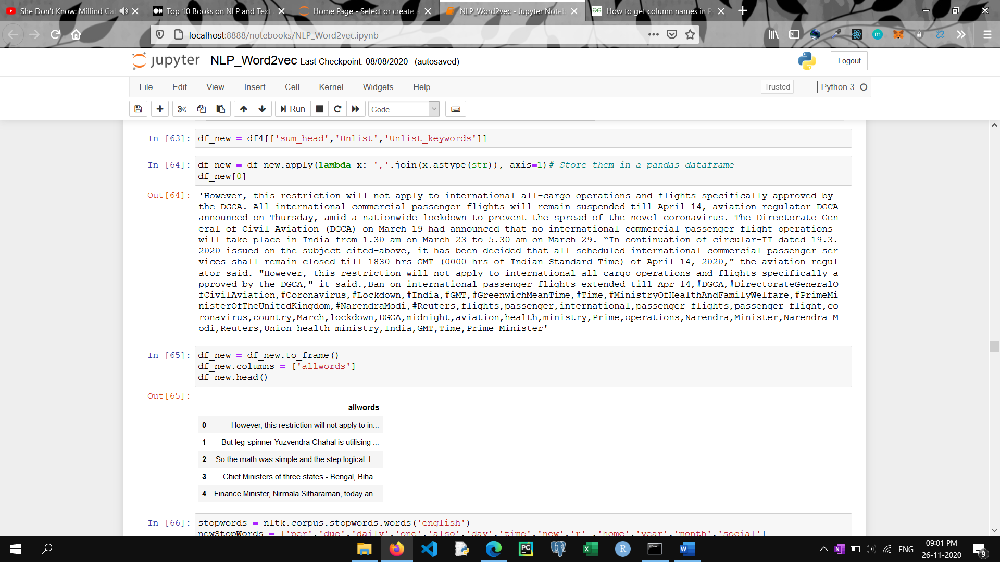 She Don't Know: Millind Ga
Top 10 Books on NLP and Text
Home Page - Select or create a
NLP_Word2vec - Jupyter Noteb
How to get column names in P
localhost:8888/notebooks/NLP_Word2vec.ipynb
jupyter NLP_Word2vec Last Checkpoint: 08/08/2020 (autosaved)
Logout
File Edit View Insert Cell Kernel Widgets Help
Trusted Python 3
Run Code
In [63]: df_new = df4[['sum_head','Unlist','Unlist_keywords']]
In [64]: df_new = df_new.apply(lambda x: ','.join(x.astype(str)), axis=1)# Store them in a pandas dataframe
df_new[0]
Out[64]: 'However, this restriction will not apply to international all-cargo operations and flights specifically approved by
the DGCA. All international commercial passenger flights will remain suspended till April 14, aviation regulator DGCA
announced on Thursday, amid a nationwide lockdown to prevent the spread of the novel coronavirus. The Directorate Gen
eral of Civil Aviation (DGCA) on March 19 had announced that no international commercial passenger flight operations
will take place in India from 1.30 am on March 23 to 5.30 am on March 29. “In continuation of circular-II dated 19.3.
2020 issued on the subject cited-above, it has been decided that all scheduled international commercial passenger ser
vices shall remain closed till 1830 hrs GMT (0000 hrs of Indian Standard Time) of April 14, 2020," the aviation regul
ator said. "However, this restriction will not apply to international all-cargo operations and flights specifically a
pproved by the DGCA," it said.,Ban on international passenger flights extended till Apr 14,#DGCA,#DirectorateGeneralO
fCivilAviation,#Coronavirus,#Lockdown,#India,#GMT,#GreenwichMeanTime,#Time,#MinistryOfHealthAndFamilyWelfare,#PrimeMi
nisterOfTheUnitedKingdom,#NarendraModi,#Reuters,flights,passenger,international,passenger flights,passenger flight,co
ronavirus,country,March,lockdown,DGCA,midnight,aviation,health,ministry,Prime,operations,Narendra,Minister,Narendra M
odi,Reuters,Union health ministry,India,GMT,Time,Prime Minister'
In [65]: df_new = df_new.to_frame()
df_new.columns = ['allwords']
df_new.head()
Out[65]:
allwords
0 However, this restriction will not apply to in...
1 But leg-spinner Yuzvendra Chahal is utilising ...
2 So the math was simple and the step logical: L...
3 Chief Ministers of three states - Bengal, Biha...
4 Finance Minister, Nirmala Sitharaman, today an...
In [66]: stopwords = nltk.corpus.stopwords.words('english')
newStopWords = ['per','due','daily','one','also','day','time','new','r' ,'home','year','month','social']
ENG
09:01 PM
26-11-2020
9